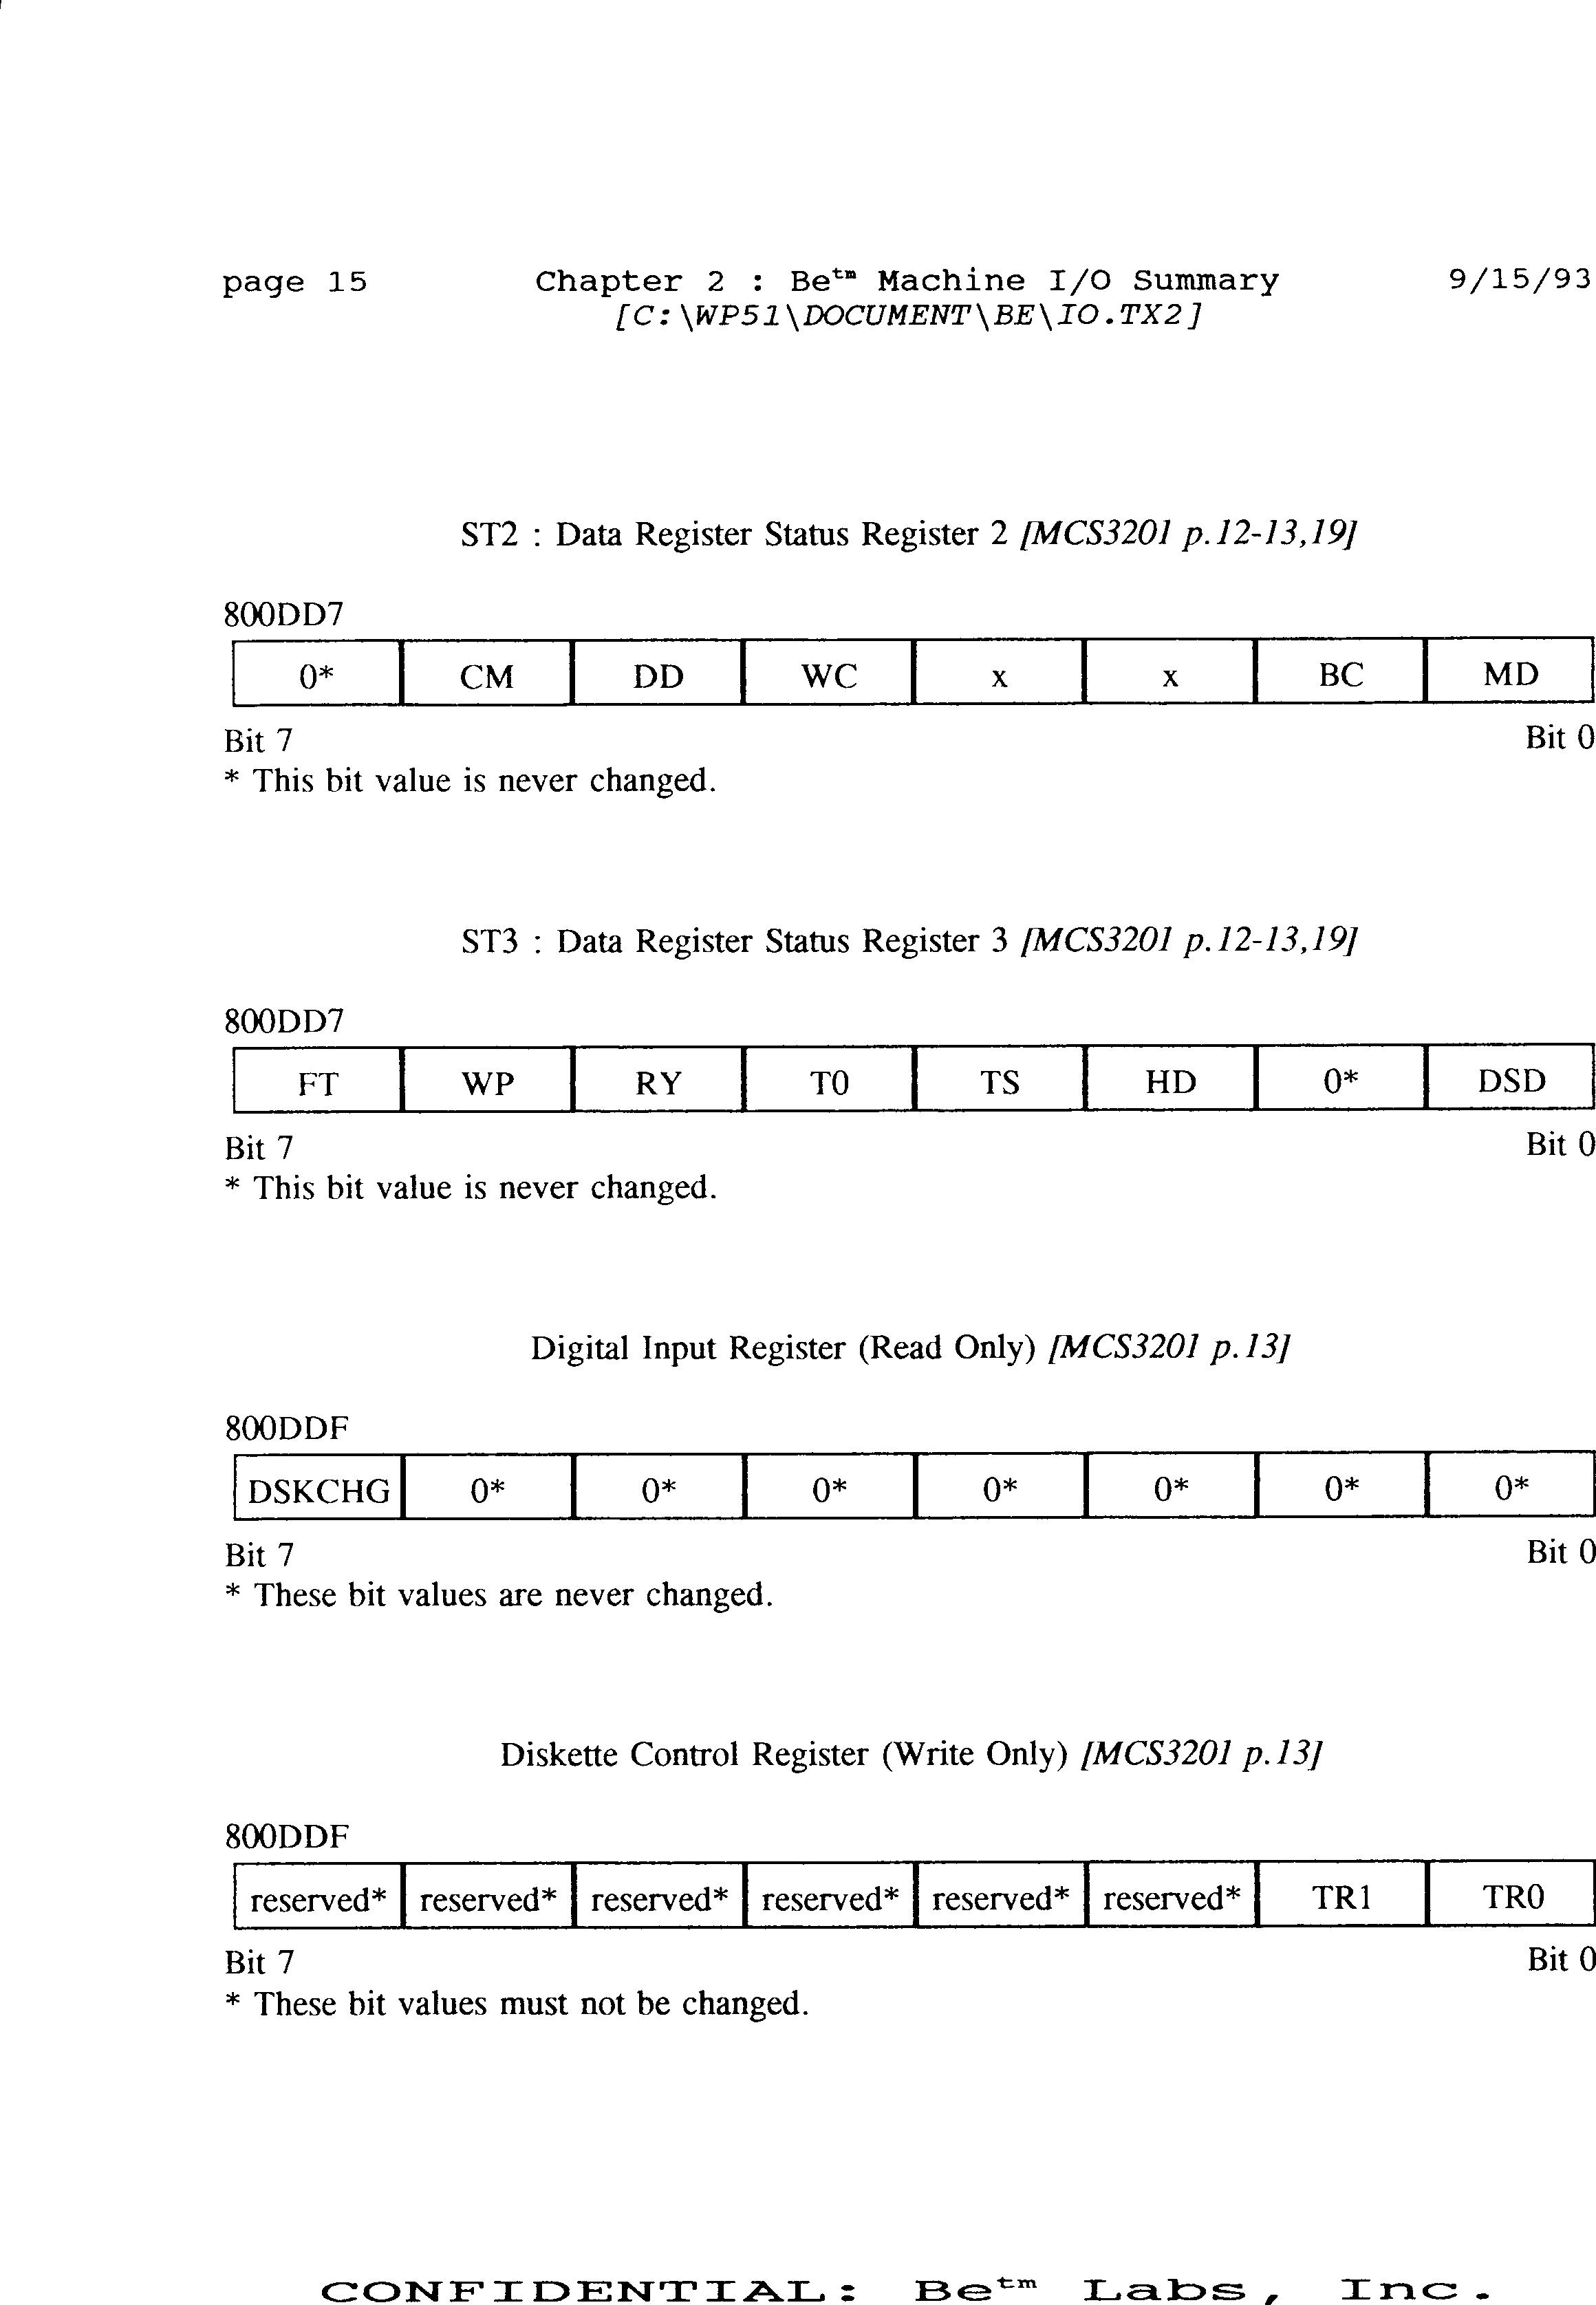 page 15 Chapter 2 : Be™ Machine I/O Summary 9/15/93
[C:\WP51\DOCUMENT\BE\IO.TX2]
ST2 : Data Register Status Register 2 [MCS3201 p.12-13,19]
800DD7
0* CM DD WC x x BC MD
Bit 7 Bit 0
* This bit value is never changed.
ST3 : Data Register Status Register 3 [MCS3201 p.12-13,19]
800DD7
FT WP RY T0 TS HD 0* DSD
Bit 7 Bit 0
* This bit value is never changed.
Digital Input Register (Read Only) [MCS3201 p.13]
800DDF
DSKCHG 0* 0* 0* 0* 0* 0* 0*
Bit 7 Bit 0
* These bit values are never changed.
Diskette Control Register (Write Only) [MCS3201 p.13]
800DDF
reserved* reserved* reserved* reserved* reserved* reserved* TR1 TR0
Bit 7 Bit 0
* These bit values must not be changed.
CONFIDENTIAL: Be™ Labs, Inc.